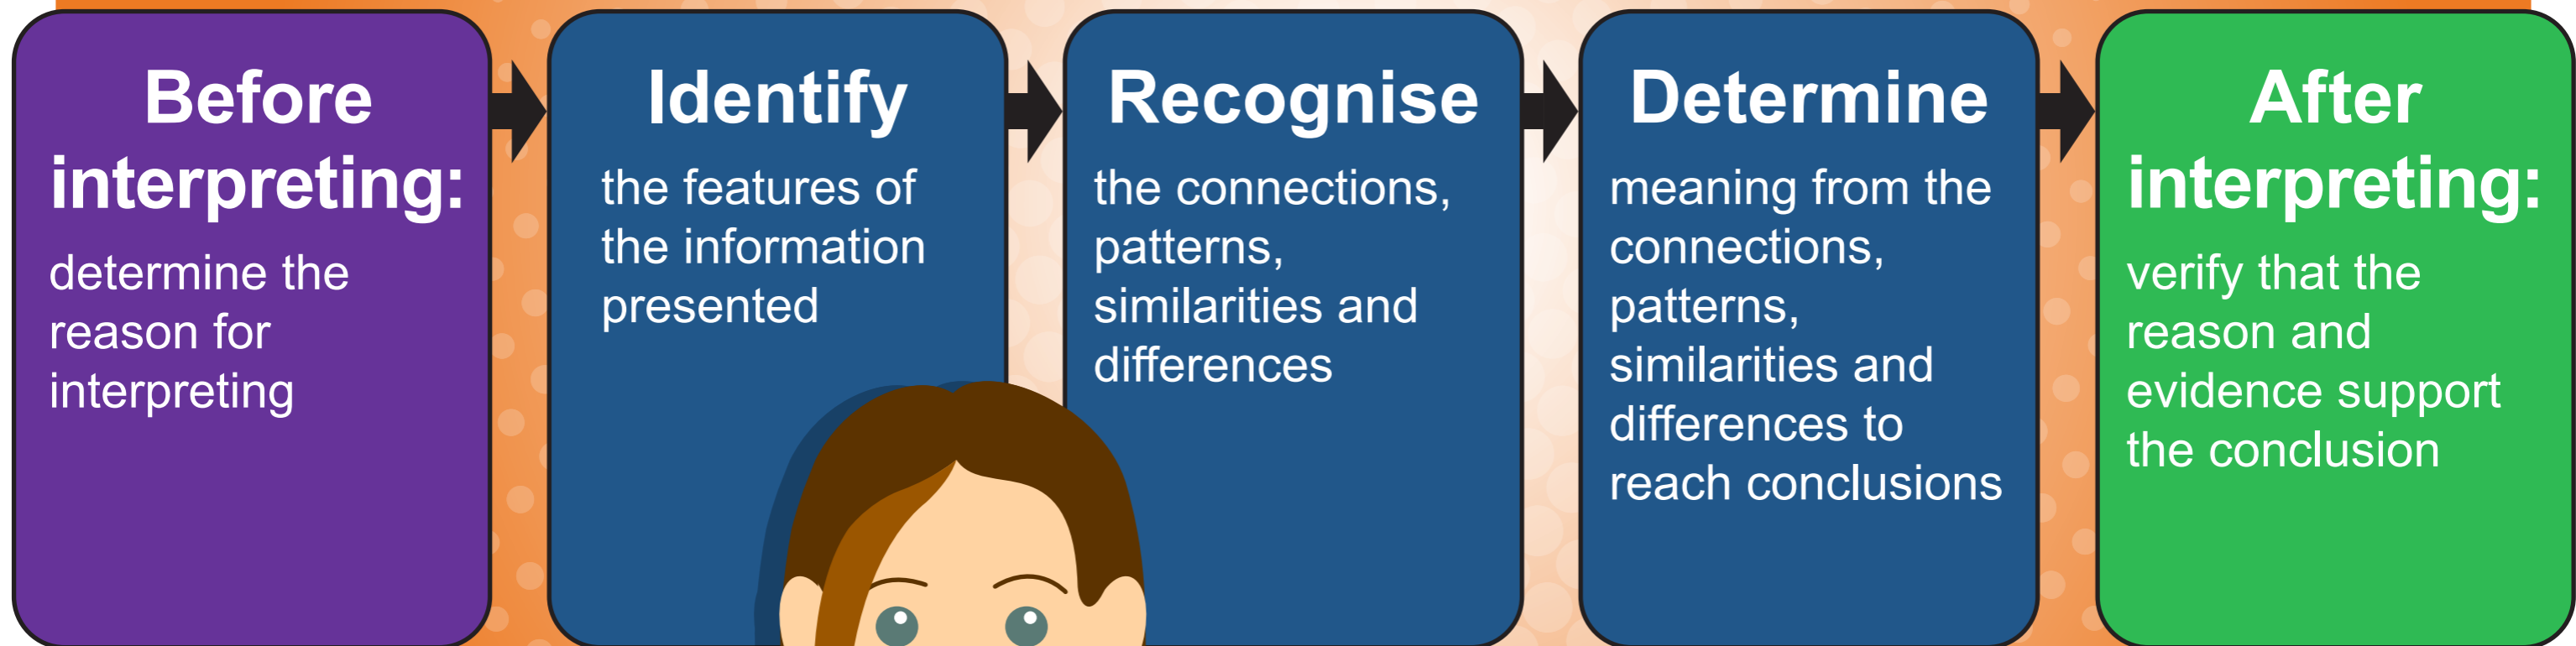 Before
interpreting:
determine the
reason for
interpreting
Identify
the features of
the information
presented
Recognise
the connections,
patterns,
similarities and
differences
Determine
meaning from the
connections,
patterns,
similarities and
differences to
reach conclusions
After
interpreting:
verify that the
reason and
evidence support
the conclusion